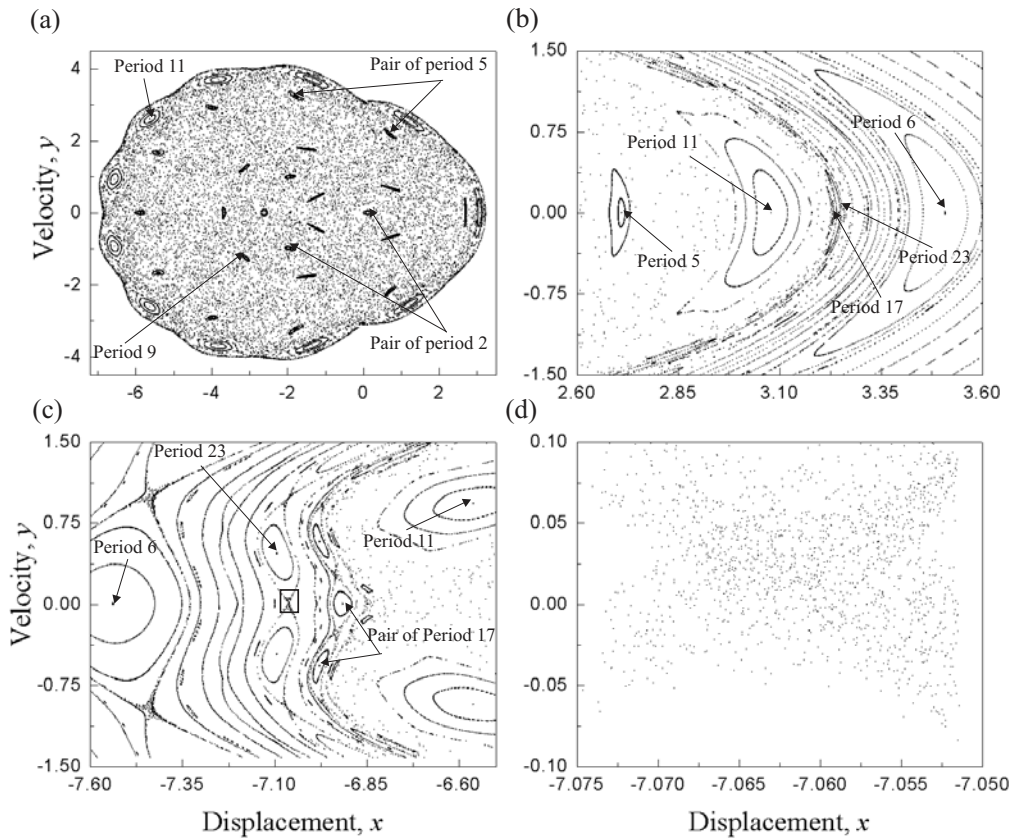 (a)
(b)
Period 11
Pair of period 5
Period 9
Pair of period 2
4
2
0
-2
-4
-6
-4
-2
0
2
Velocity, y
Period 6
Period 11
Period 5
Period 23
Period 17
1.50
0.75
0.00
-0.75
-1.50
2.60
2.85
3.10
3.35
3.60
(c)
(d)
Period 23
Period 6
Period 11
Pair of Period 17
1.50
0.75
0.00
-0.75
-1.50
-7.60
-7.35
-7.10
-6.85
-6.60
Velocity, y
Displacement, x
0.10
0.05
0.00
-0.05
-0.10
-7.075
-7.070
-7.065
-7.060
-7.055
-7.050
Displacement, x